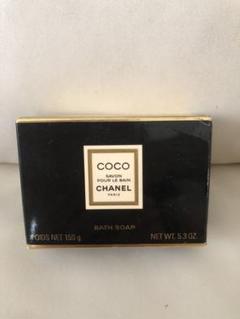 COCO
SAVON
POUR LE BAIN
CHANEL
PARIS
BATH SOAP
POIDS NET 150 g. NET WT. 5.3 OZ.